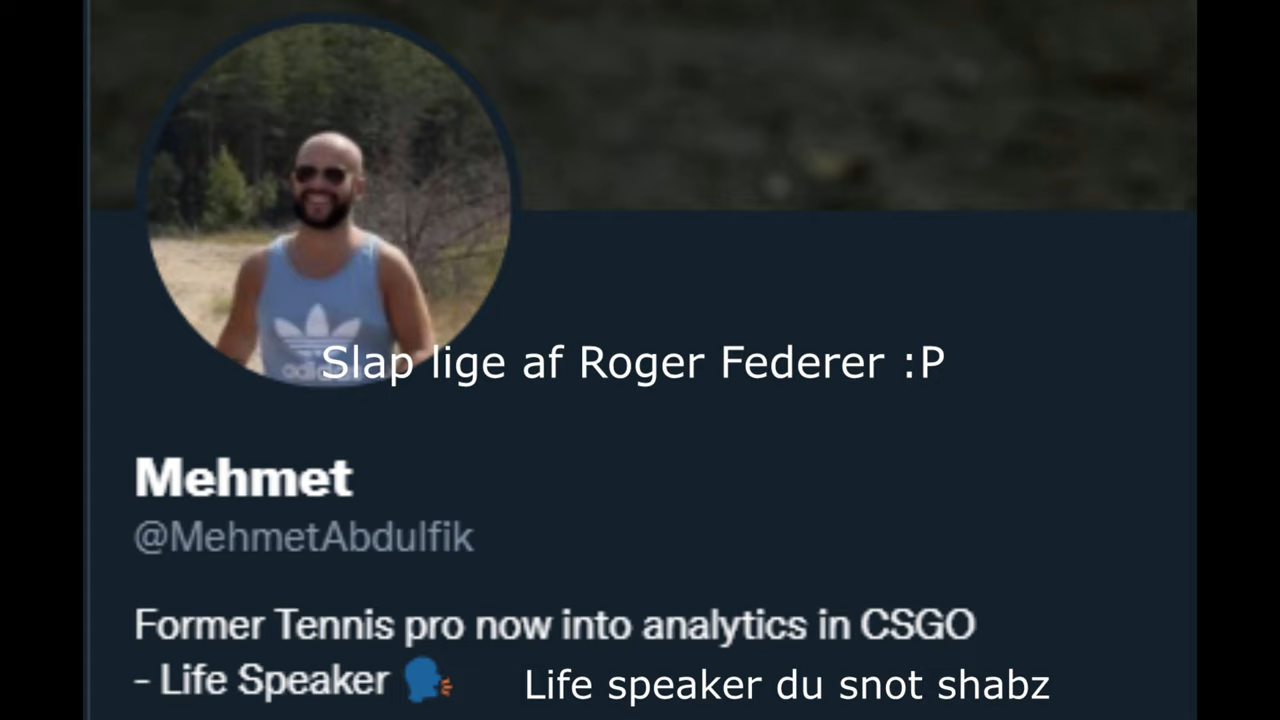 adidas
Slap lige af Roger Federer :P
Mehmet
@MehmetAbdulfik
Former Tennis pro now into analytics in CSGO
- Life Speaker 🗣
Life speaker du snot shabz